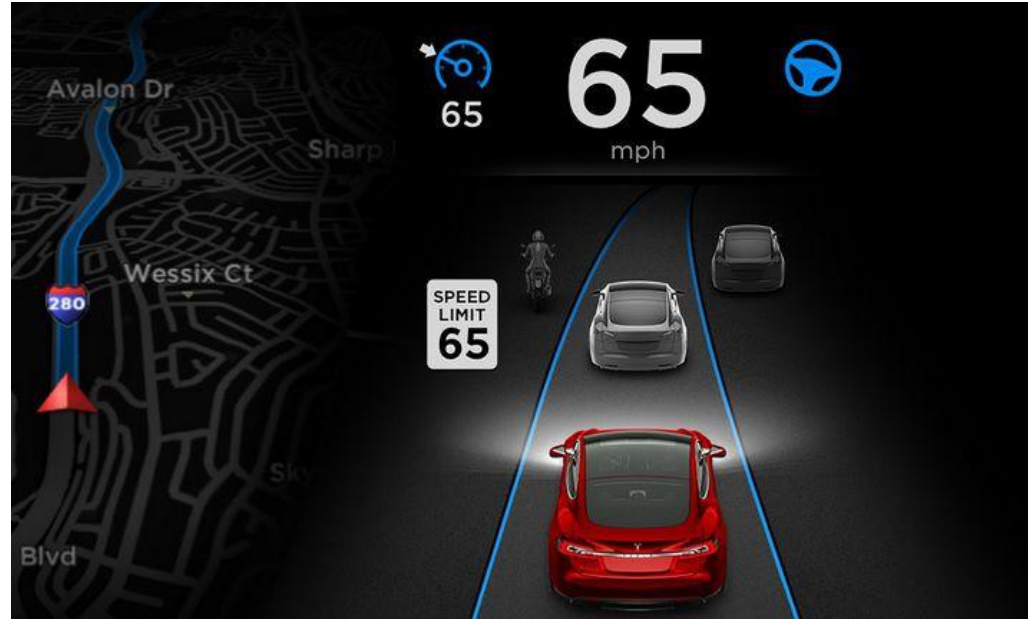 Avalon Dr
Sharp
Wessix Ct
280
Blvd
65
65
mph
SPEED
LIMIT
65